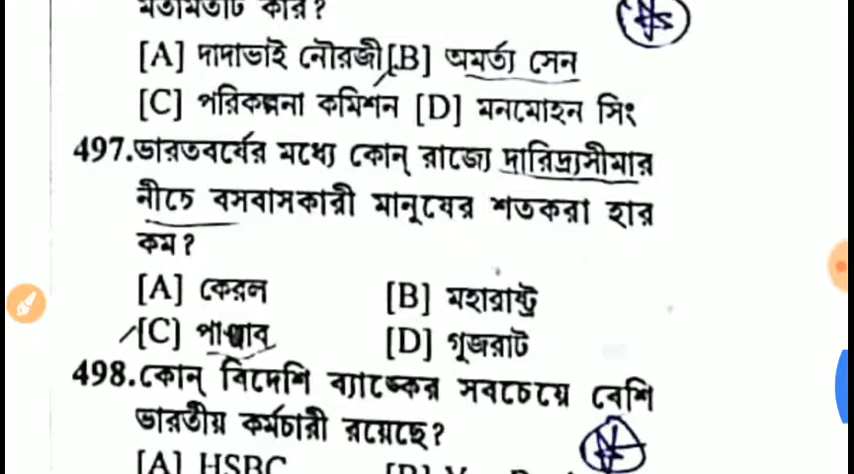 মতামতটি কার?
[A] দাদাভাই নৌরজী [B] অমর্ত্য সেন
[C] পরিকল্পনা কমিশন [D] মনমোহন সিং
497.ভারতবর্ষের মধ্যে কোন্ রাজ্যে দারিদ্র্যসীমার
নীচে বসবাসকারী মানুষের শতকরা হার
কম?
[A] কেরল [B] মহারাষ্ট্র
[C] পাঞ্জাব [D] গুজরাট
498.কোন্ বিদেশি ব্যাঙ্কের সবচেয়ে বেশি
ভারতীয় কর্মচারী রয়েছে?
[A] HSBC